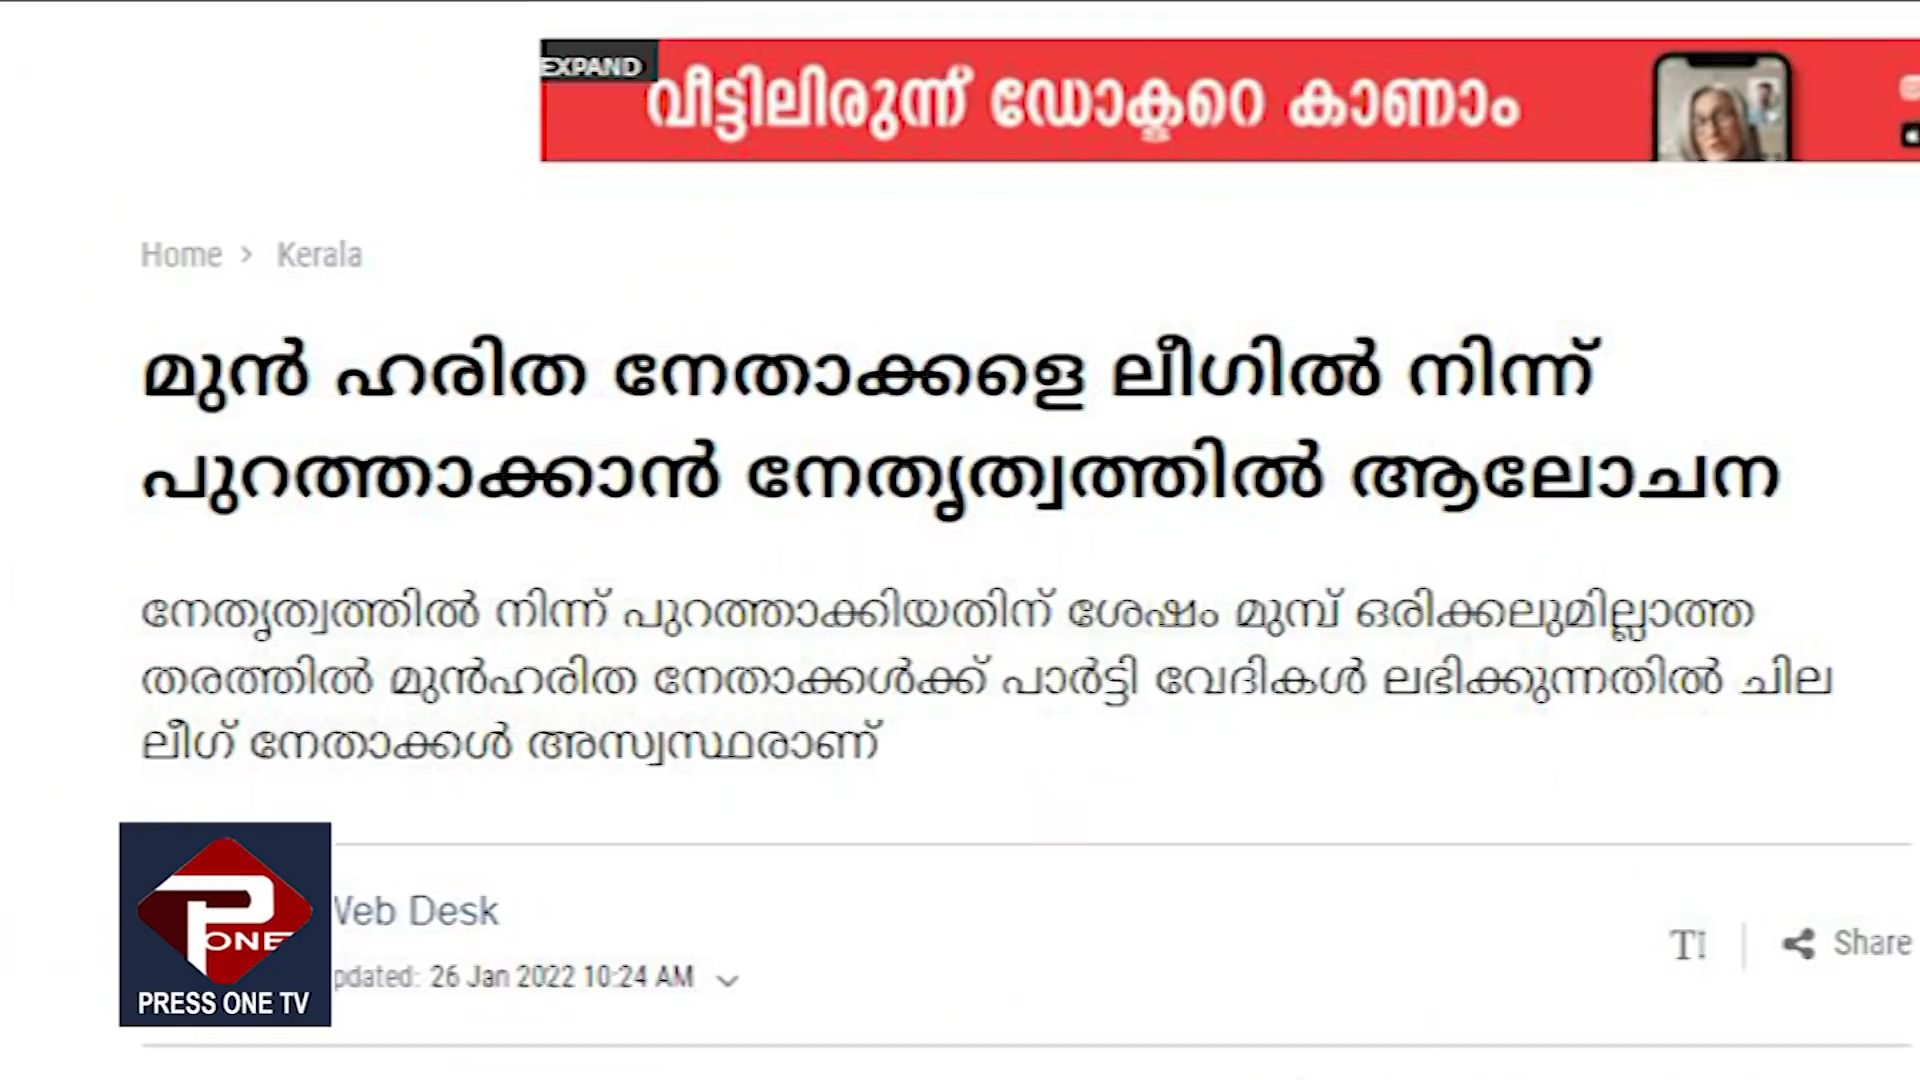 EXPAND
വീട്ടിലിരുന്ന് ഡോക്ടറെ കാണാം
Home > Kerala
മുൻ ഹരിത നേതാക്കളെ ലീഗിൽ നിന്ന്
പുറത്താക്കാൻ നേതൃത്വത്തിൽ ആലോചന
നേതൃത്വത്തിൽ നിന്ന് പുറത്താക്കിയതിന് ശേഷം മുമ്പ് ഒരിക്കലുമില്ലാത്ത
തരത്തിൽ മുൻഹരിത നേതാക്കൾക്ക് പാർട്ടി വേദികൾ ലഭിക്കുന്നതിൽ ചില
ലീഗ് നേതാക്കൾ അസ്വസ്ഥരാണ്
Veb Desk
pdated: 26 Jan 2022 10:24 AM
T! Share
P ONE
PRESS ONE TV